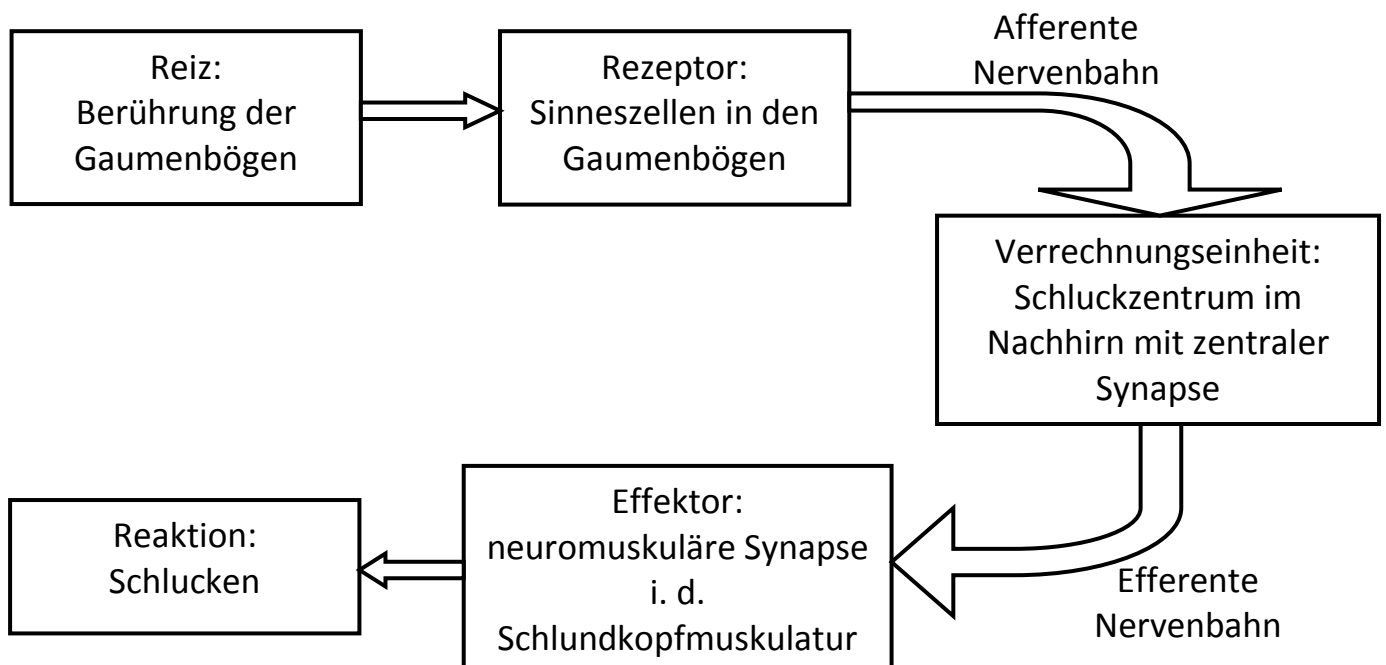 Reiz:
Berührung der
Gaumenbögen
Rezeptor:
Sinneszellen in den
Gaumenbögen
Afferente
Nervenbahn
Verrechnungseinheit:
Schluckzentrum im
Nachhirn mit zentraler
Synapse
Efferente
Nervenbahn
Effektor:
neuromuskuläre Synapse
i. d.
Schlundkopfmuskulatur
Reaktion:
Schlucken